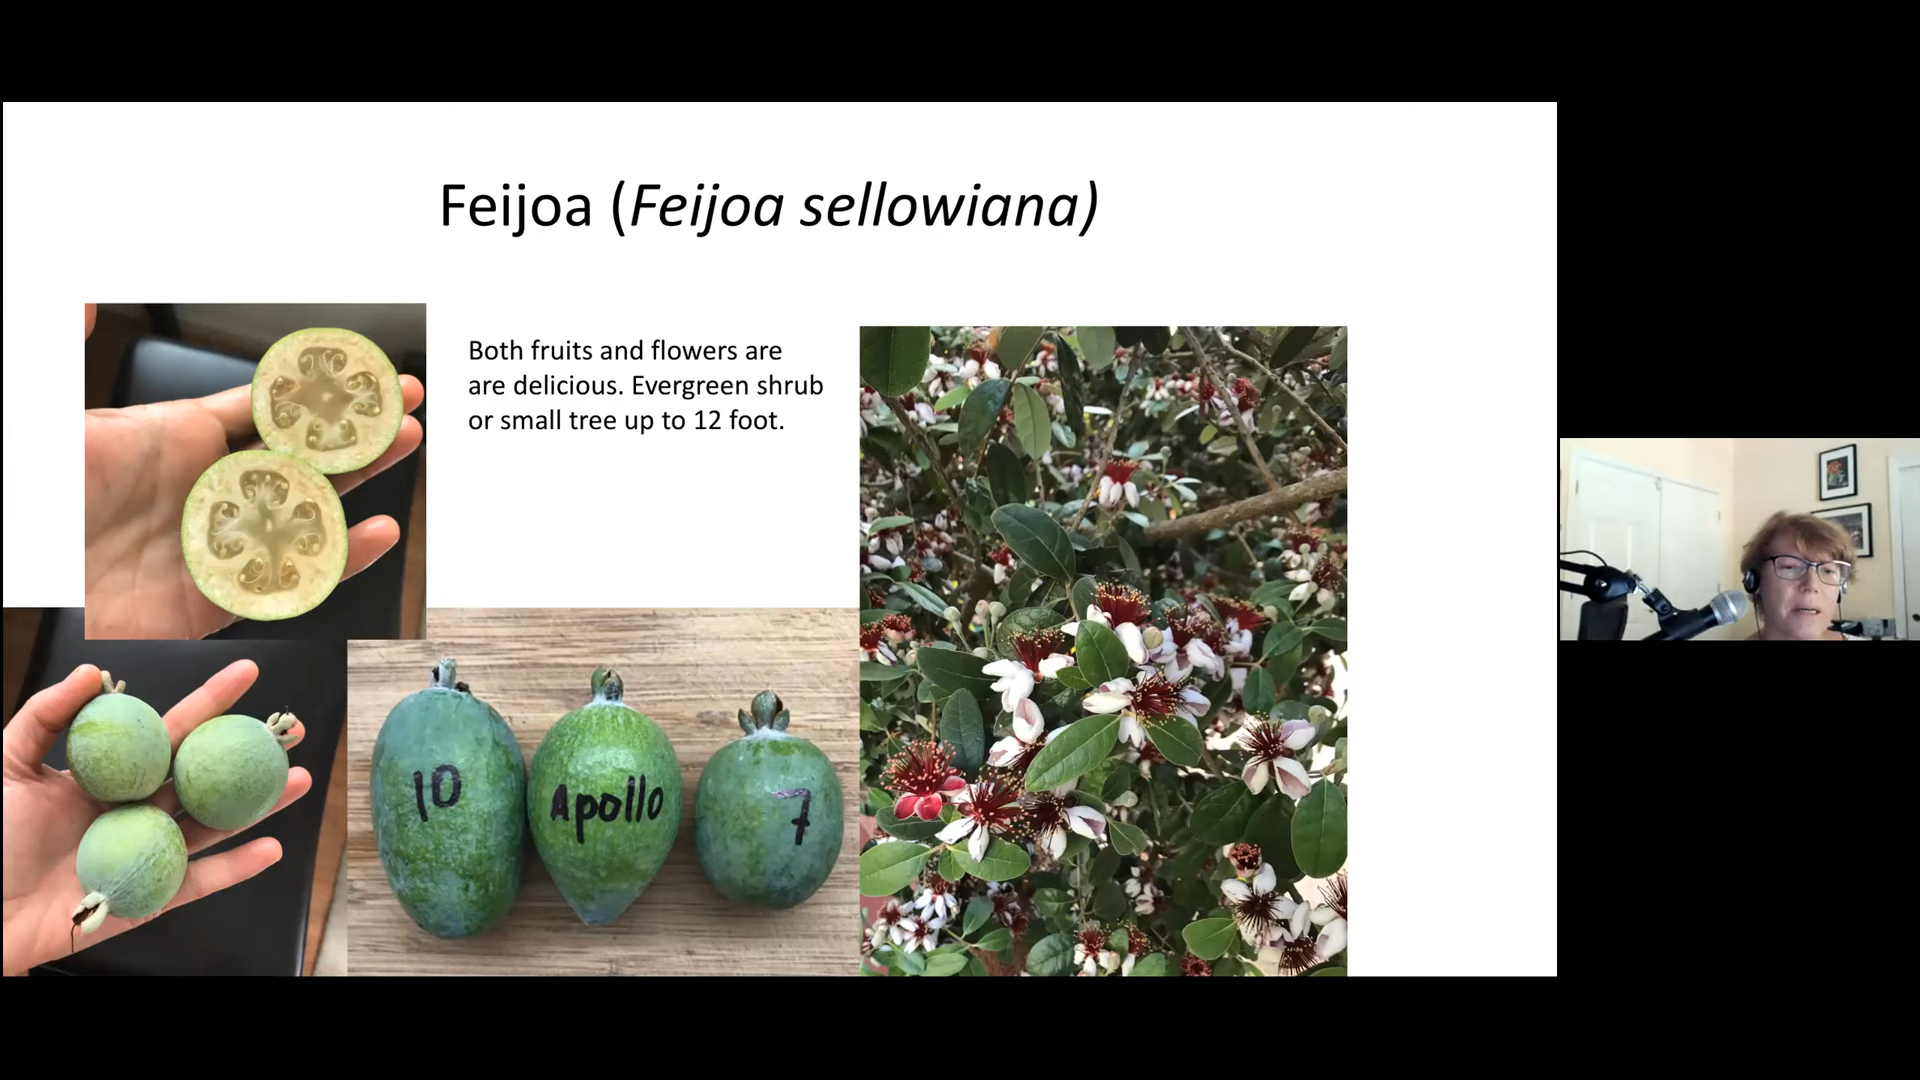 Feijoa (Feijoa sellowiana)
Both fruits and flowers are
are delicious. Evergreen shrub
or small tree up to 12 foot.
10
Apollo
7